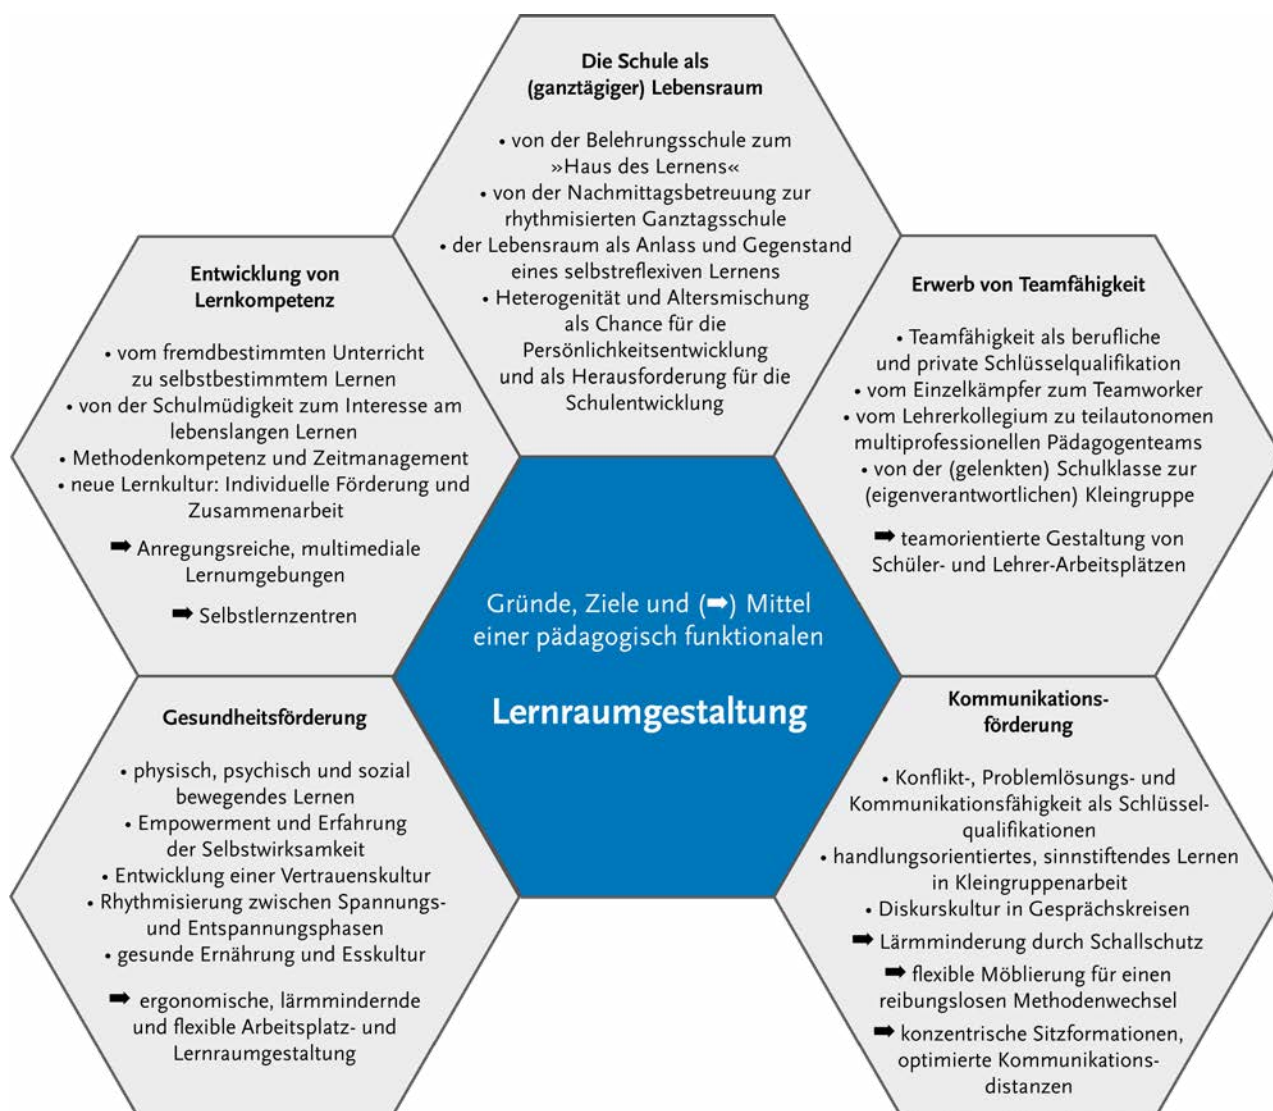 Die Schule als
(ganztägiger) Lebensraum
• von der Belehrungsschule zum
»Haus des Lernens«
• von der Nachmittagsbetreuung zur
rhythmisierten Ganztagsschule
• der Lebensraum als Anlass und Gegenstand
eines selbstreflexiven Lernens
• Heterogenität und Altersmischung
als Chance für die
Persönlichkeitsentwicklung
und als Herausforderung für die
Schulentwicklung
Entwicklung von
Lernkompetenz
• vom fremdbestimmten Unterricht
zu selbstbestimmtem Lernen
• von der Schulmüdigkeit zum Interesse am
lebenslangen Lernen
• Methodenkompetenz und Zeitmanagement
• neue Lernkultur: Individuelle Förderung und
Zusammenarbeit
➡ Anregungsreiche, multimediale
Lernumgebungen
➡ Selbstlernzentren
Erwerb von Teamfähigkeit
• Teamfähigkeit als berufliche
und private Schlüsselqualifikation
• vom Einzelkämpfer zum Teamworker
• vom Lehrerkollegium zu teilautonomen
multiprofessionellen Pädagogenteams
• von der (gelenkten) Schulklasse zur
(eigenverantwortlichen) Kleingruppe
➡ teamorientierte Gestaltung von
Schüler- und Lehrer-Arbeitsplätzen
Gründe, Ziele und (➡) Mittel
einer pädagogisch funktionalen
Lernraumgestaltung
Gesundheitsförderung
• physisch, psychisch und sozial
bewegendes Lernen
• Empowerment und Erfahrung
der Selbstwirksamkeit
• Entwicklung einer Vertrauenskultur
• Rhythmisierung zwischen Spannungs-
und Entspannungsphasen
• gesunde Ernährung und Esskultur
➡ ergonomische, lärmmindernde
und flexible Arbeitsplatz- und
Lernraumgestaltung
Kommunikations-
förderung
• Konflikt-, Problemlösungs- und
Kommunikationsfähigkeit als Schlüssel-
qualifikationen
• handlungsorientiertes, sinnstiftendes Lernen
in Kleingruppenarbeit
• Diskurskultur in Gesprächskreisen
➡ Lärmminderung durch Schallschutz
➡ flexible Möblierung für einen
reibungslosen Methodenwechsel
➡ konzentrische Sitzformationen,
optimierte Kommunikations-
distanzen